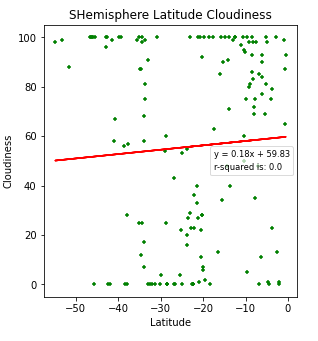 SHemisphere Latitude Cloudiness
100
80
60
40
20
0
Cloudiness
y = 0.18x + 59.83
r-squared is: 0.0
−50 −40 −30 −20 −10 0
Latitude